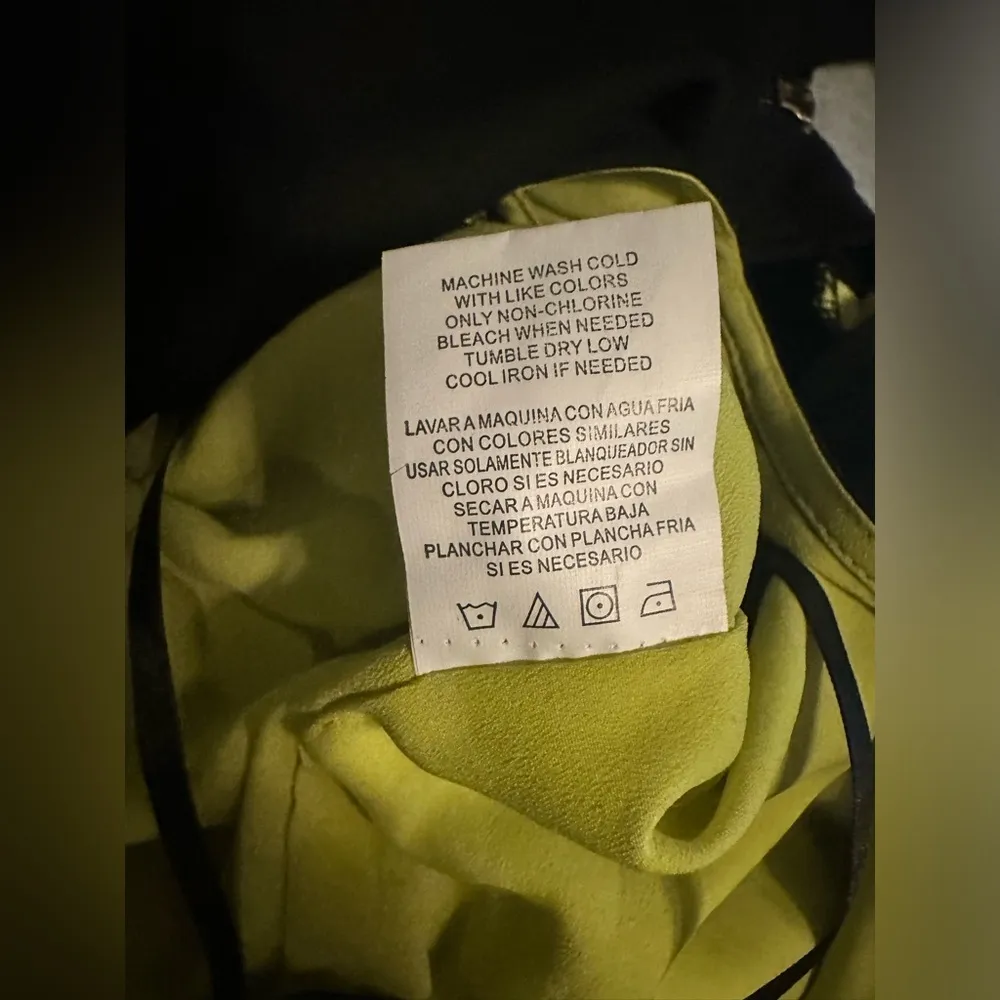 MACHINE WASH COLD
WITH LIKE COLORS
ONLY NON-CHLORINE
BLEACH WHEN NEEDED
TUMBLE DRY LOW
COOL IRON IF NEEDED
LAVAR A MAQUINA CON AGUA FRIA
CON COLORES SIMILARES
USAR SOLAMENTE BLANQUEADOR SIN
CLORO SI ES NECESARIO
SECAR A MAQUINA CON
TEMPERATURA BAJA
PLANCHAR CON PLANCHA FRIA
SI ES NECESARIO